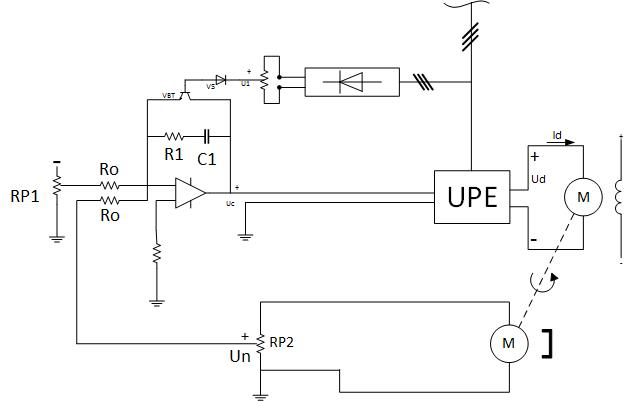 VS
+
U1
VBT
R1
C1
-
RP1
Ro
Ro
+
Uc
UPE
Id
+
Ud
-
M
+
-
+
Un
RP2
M